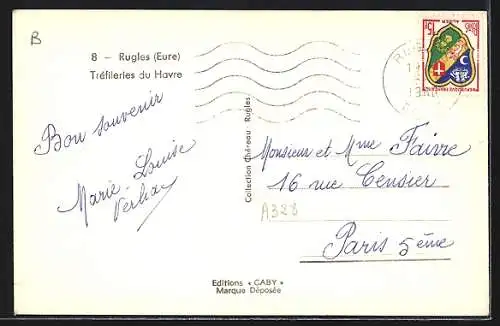 B
8 - Rugles (Eure)
Tréfileries du Havre
Bon souvenir
Marie-Louise
Collection Chéreau - Rugles
Monsieur et Mme Faivre
16 rue Censier
A328
Paris 5ème
Editions « CABY »
Marque Déposée